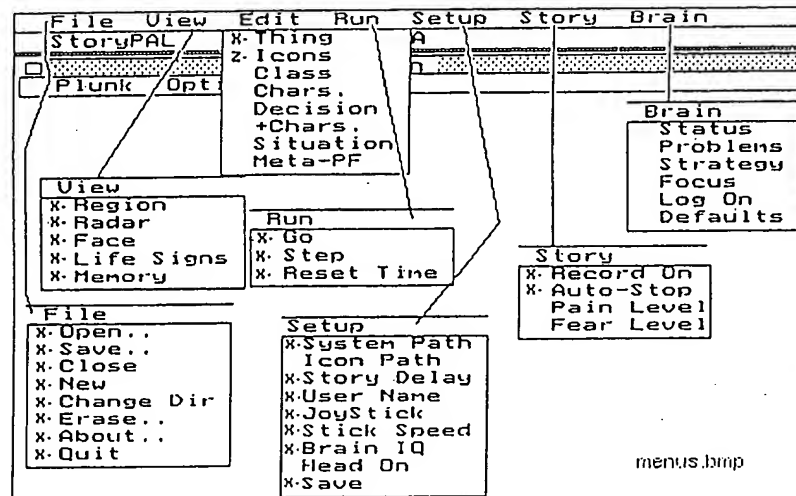 File View Edit Run Setup Story Brain
StoryPAL
A
Plunk Opti
x·Thing
z·Icons
Class
Chars.
Decision
+Chars.
Situation
Meta-PF
Brain
Status
Problems
Strategy
Focus
Log On
Defaults
View
x·Region
x·Radar
x·Face
x·Life Signs
x·Memory
Run
x·Go
x·Step
x·Reset Time
Story
x·Record On
x·Auto-Stop
Pain Level
Fear Level
File
x·Open..
x·Save..
x·Close
x·New
x·Change Dir
x·Erase..
x·About..
x·Quit
Setup
x·System Path
Icon Path
x·Story Delay
x·User Name
x·JoyStick
x·Stick Speed
x·Brain IQ
Head On
x·Save
menus.bmp